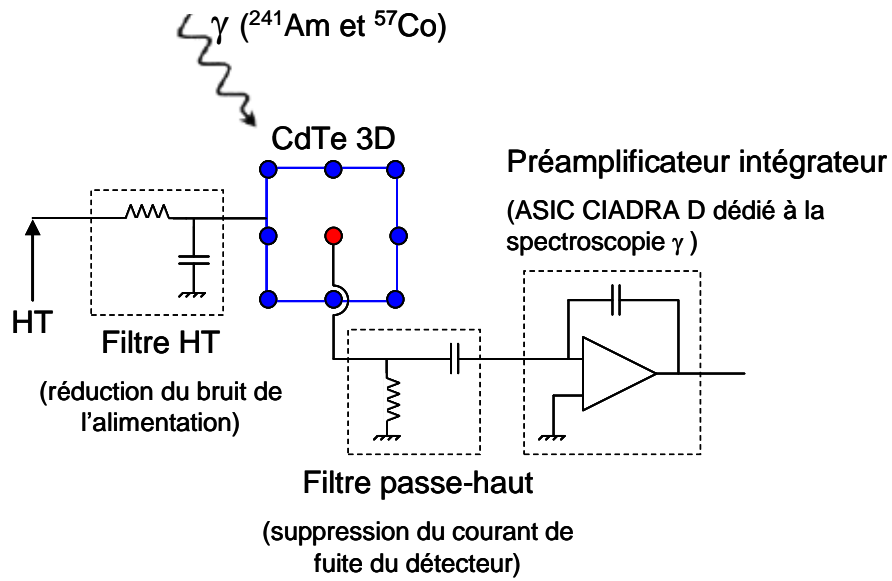 γ (²⁴¹Am et ⁵⁷Co)
CdTe 3D
Préamplificateur intégrateur
(ASIC CIADRA D dédié à la
spectroscopie γ )
HT
Filtre HT
(réduction du bruit de
l’alimentation)
Filtre passe-haut
(suppression du courant de
fuite du détecteur)